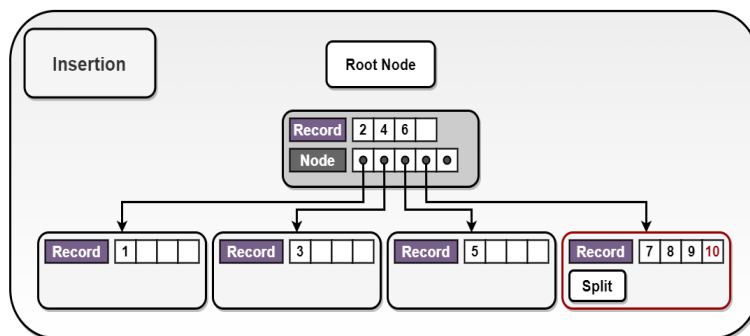 Insertion
Root Node
Record 2 4 6
Node
Record 1
Record 3
Record 5
Record 7 8 9 10
Split